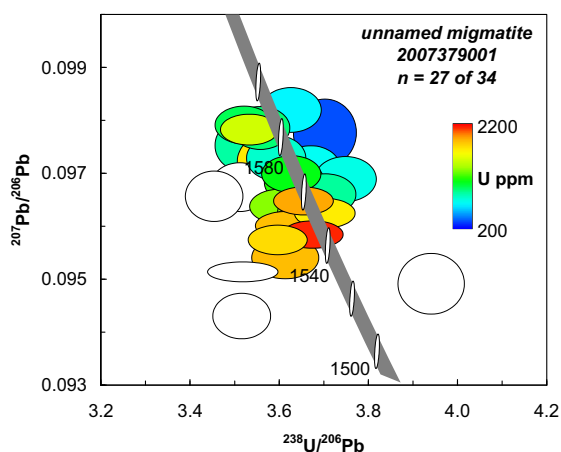 unnamed migmatite
2007379001
n = 27 of 34
0.099
0.097
0.095
0.093
207Pb/206Pb
2200
U ppm
200
1580
1540
1500
3.2 3.4 3.6 3.8 4.0 4.2
238U/206Pb